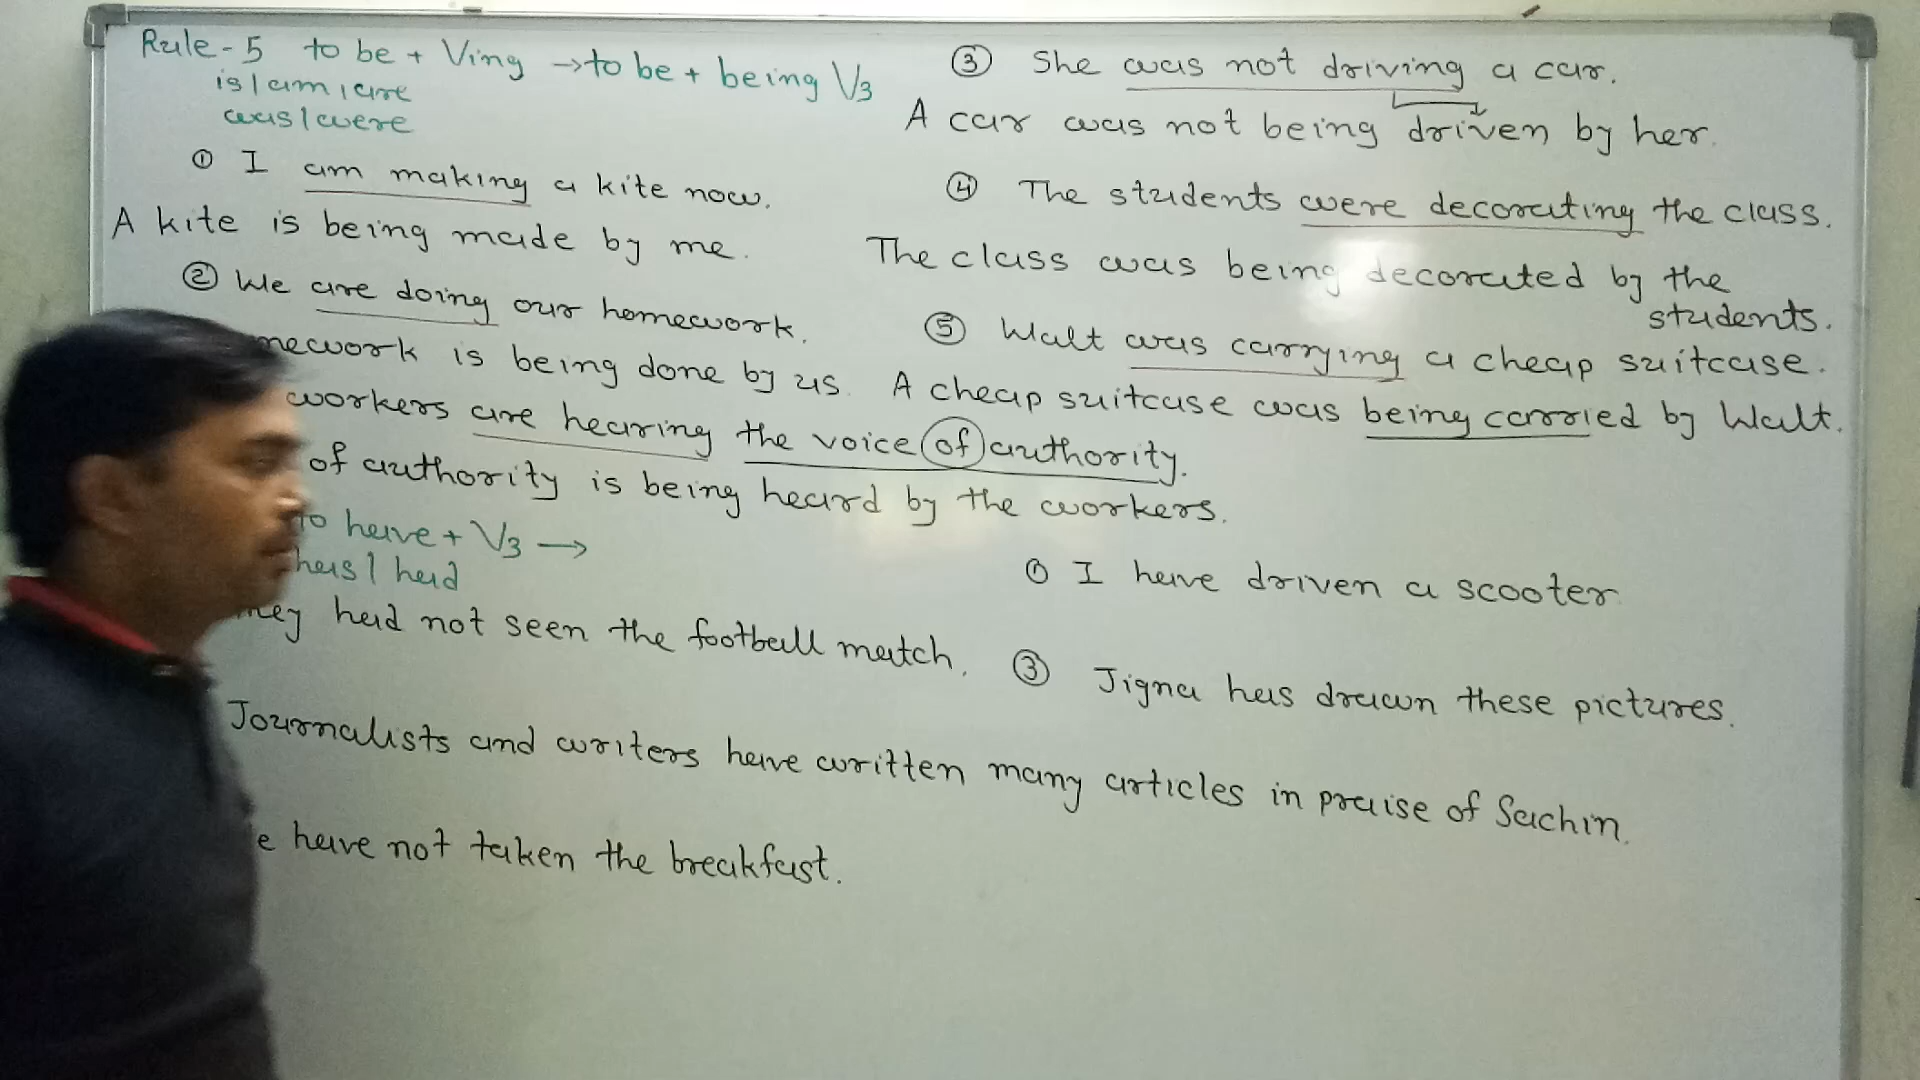 Rule-5 to be + Ving → to be + being V3
is / am / are
was / were
① I am making a kite now.
A kite is being made by me.
② We are doing our homework.
is being done by us.
workers are hearing the voice of authority.
of authority is being heard by the workers.
③ She was not driving a car.
A car was not being driven by her.
④ The students were decorating the class.
The class was being decorated by the
students.
⑤ Walt was carrying a cheap suitcase.
A cheap suitcase was being carried by Walt.
to have + V3 →
has / had
① I have driven a scooter
had not seen the football match.
③ Jigna has drawn these pictures.
Journalists and writers have written many articles in praise of Sachin.
have not taken the breakfast.